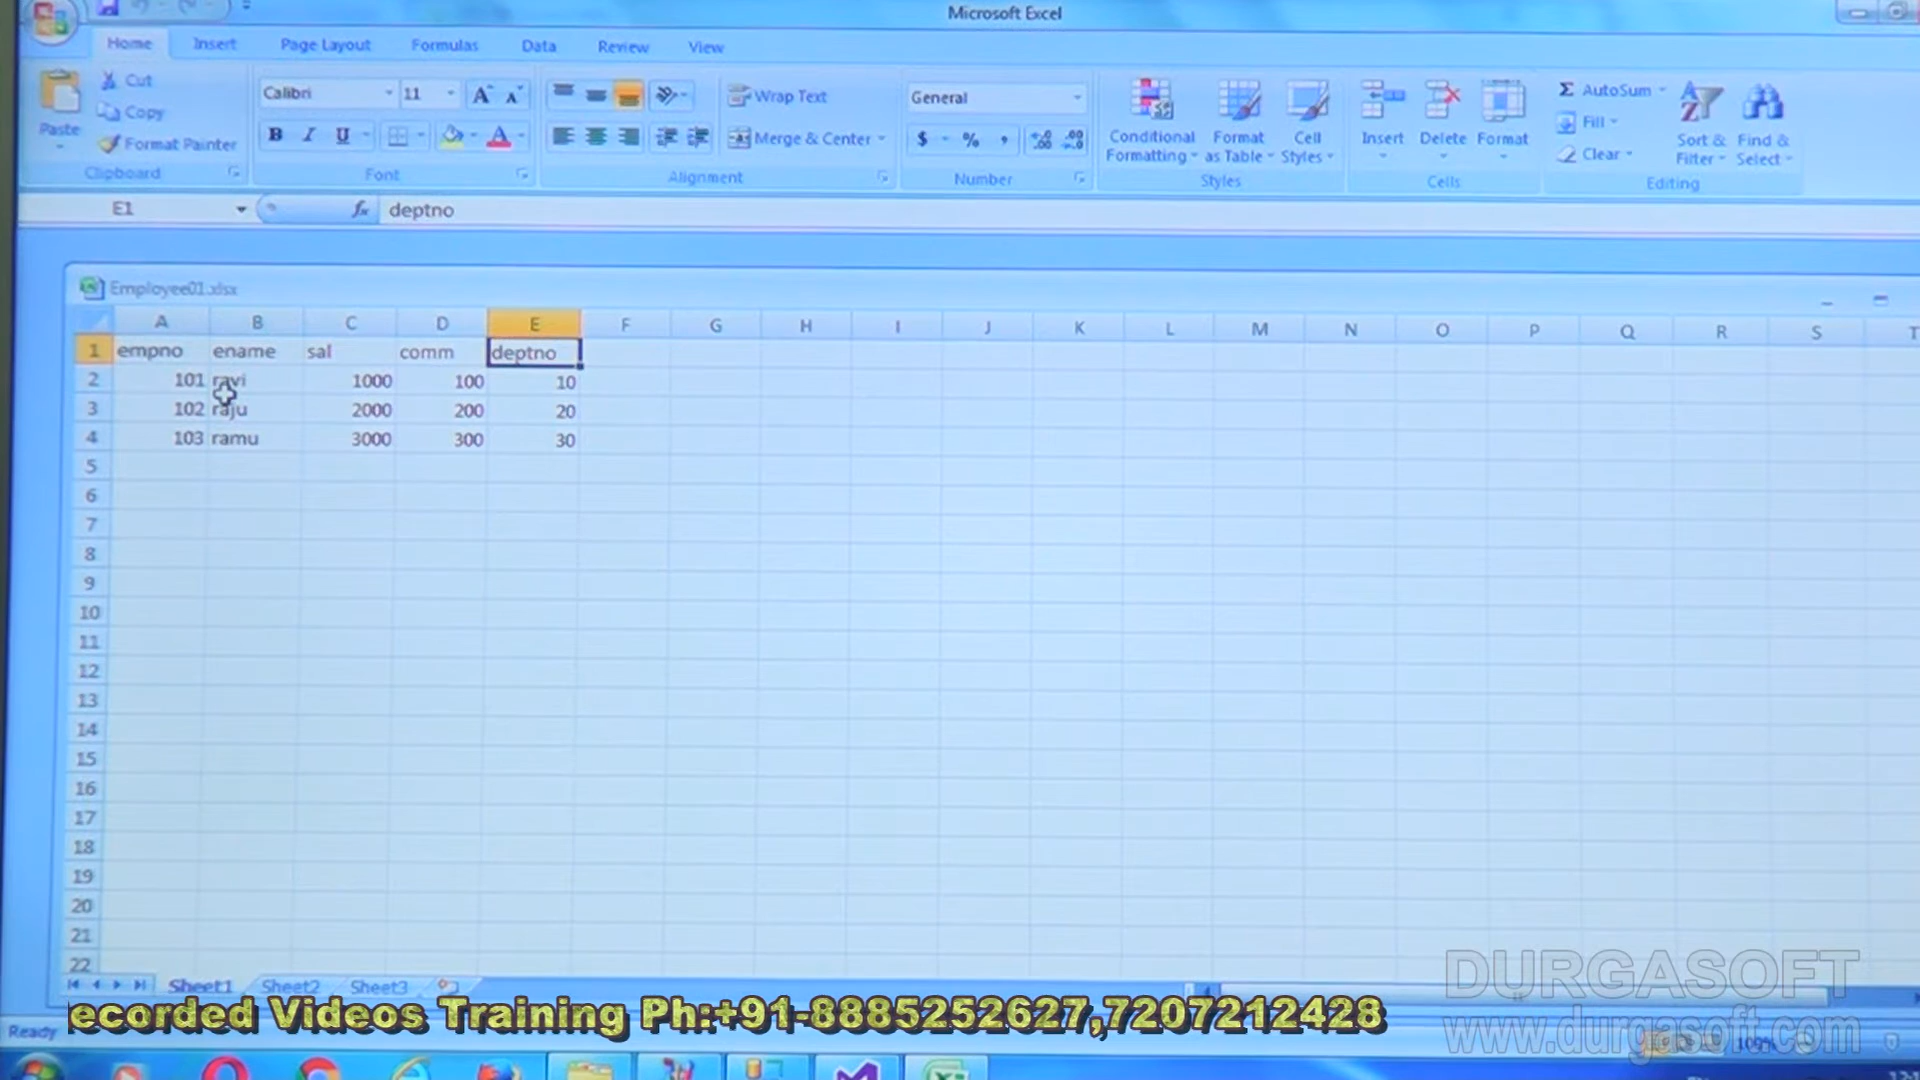 Microsoft Excel
Home Insert Page Layout Formulas Data Review View
Paste
Cut
Copy
Format Painter
Clipboard
Calibri 11
B I U
Font
Wrap Text
Merge & Center
Alignment
General
$ % ,
Number
Conditional Formatting
Format as Table
Cell Styles
Styles
Insert Delete Format
Cells
Σ AutoSum
Fill
Clear
Sort & Filter
Find & Select
Editing
E1 fx deptno
Employee01.xlsx
A B C D E F G H I J K L M N O P Q R S T
1 empno ename sal comm deptno
2 101 ravi 1000 100 10
3 102 raju 2000 200 20
4 103 ramu 3000 300 30
5
6
7
8
9
10
11
12
13
14
15
16
17
18
19
20
21
22
Sheet1 Sheet2 Sheet3
ecorded Videos Training Ph:+91-8885252627,7207212428
DURGASOFT
www.durgasoft.com
Ready
100%